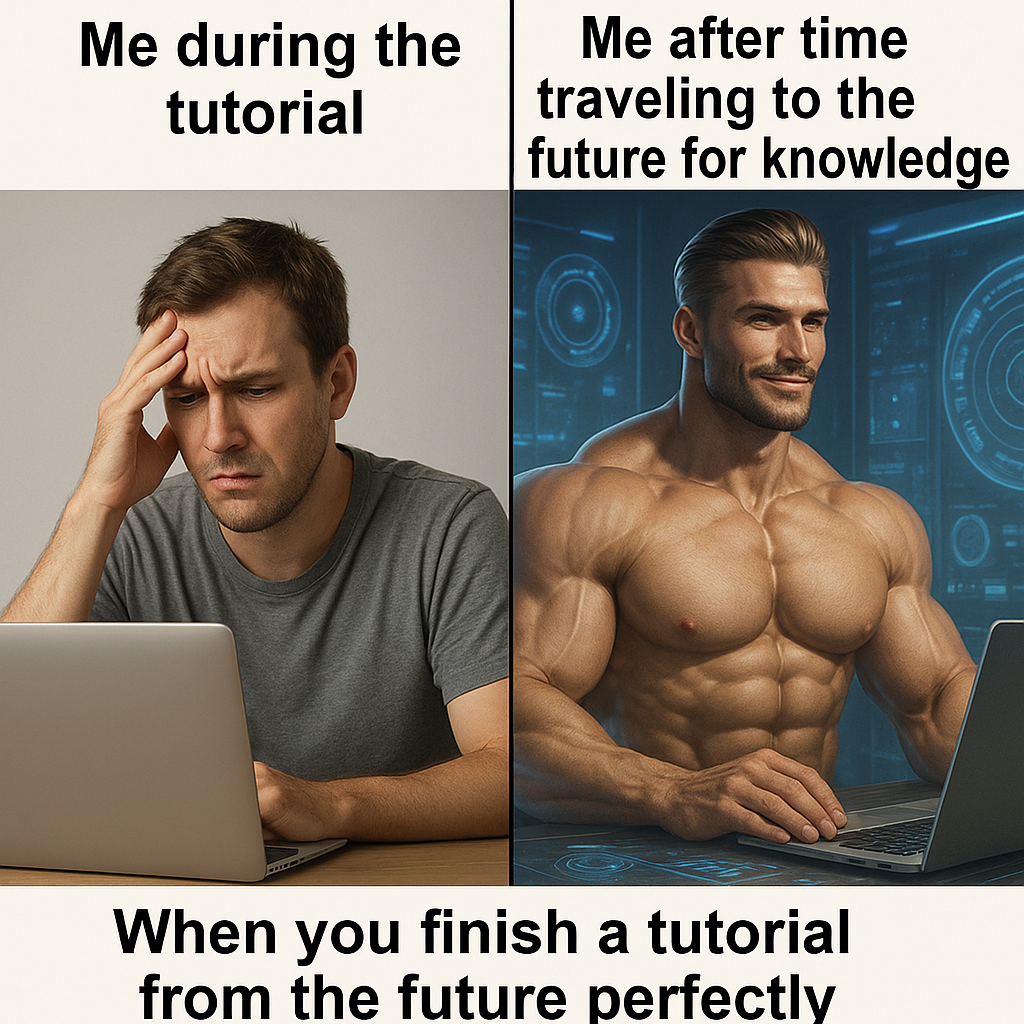 Me during the
tutorial
Me after time
traveling to the
future for knowledge
When you finish a tutorial
from the future perfectly